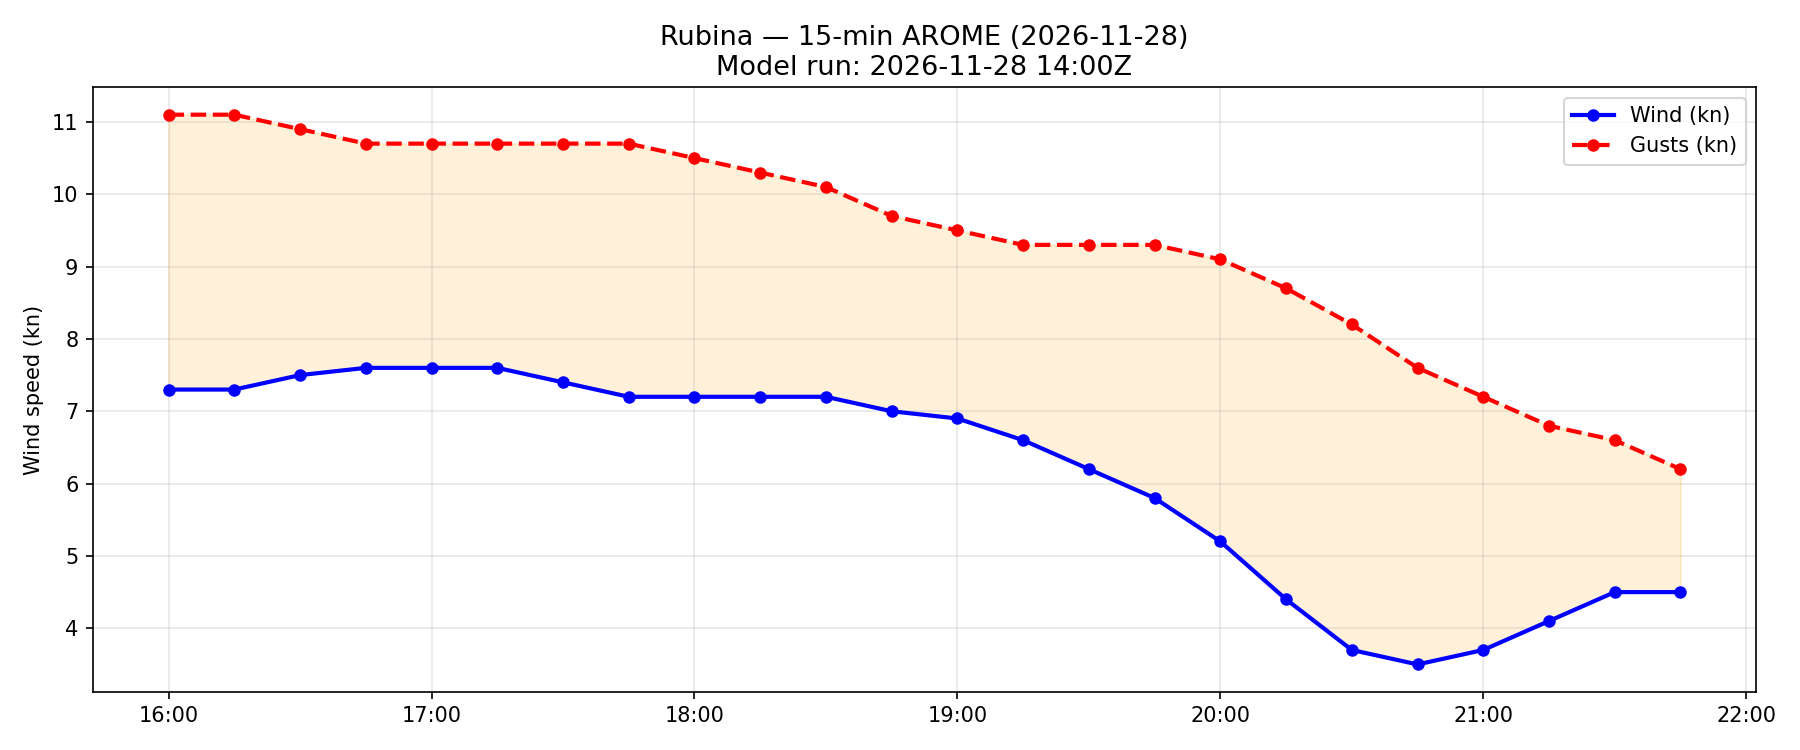 Rubina — 15-min AROME (2026-11-28)
Model run: 2026-11-28 14:00Z
Wind (kn)
Gusts (kn)
Wind speed (kn)
11
10
9
8
7
6
5
4
16:00 17:00 18:00 19:00 20:00 21:00 22:00